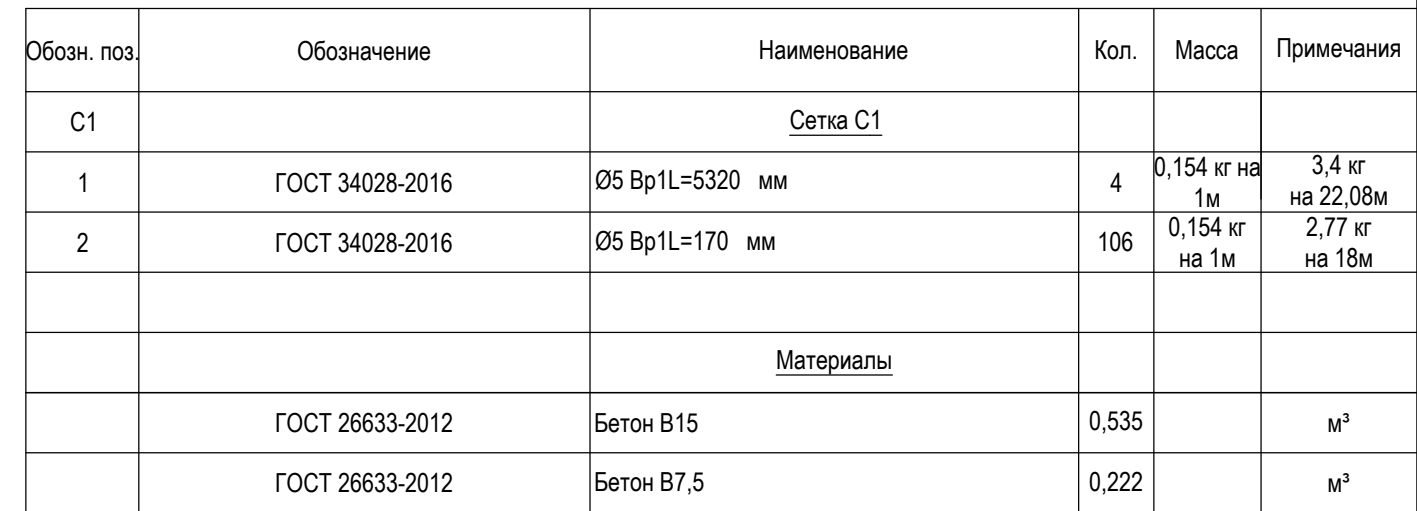 Обозн. поз. Обозначение Наименование Кол. Масса Примечания
С1 Сетка С1
1 ГОСТ 34028-2016 Ø5 Вр1L=5320 мм 4 0,154 кг на 1м 3,4 кг на 22,08м
2 ГОСТ 34028-2016 Ø5 Вр1L=170 мм 106 0,154 кг на 1м 2,77 кг на 18м
Материалы
ГОСТ 26633-2012 Бетон В15 0,535 м³
ГОСТ 26633-2012 Бетон В7,5 0,222 м³